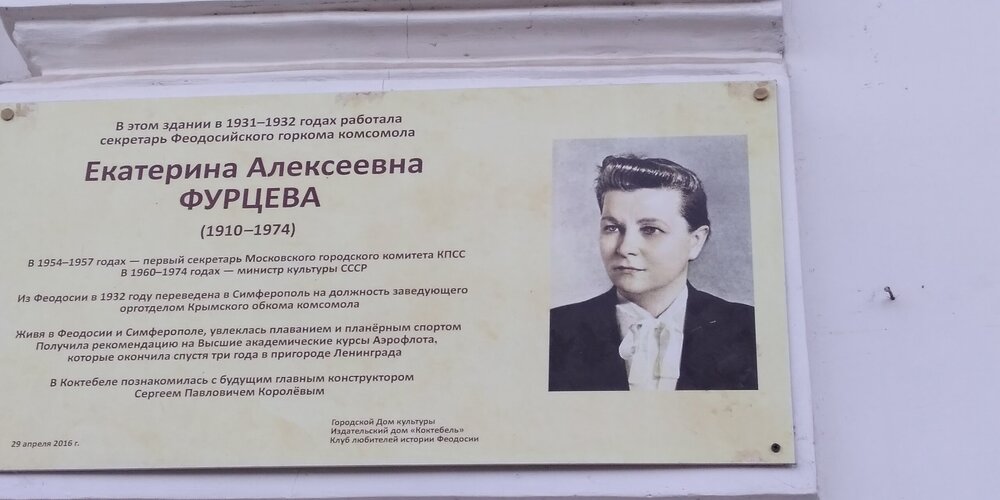 В этом здании в 1931–1932 годах работала
секретарь Феодосийского горкома комсомола
Екатерина Алексеевна
ФУРЦЕВА
(1910–1974)
В 1954–1957 годах — первый секретарь Московского городского комитета КПСС
В 1960–1974 годах — министр культуры СССР
Из Феодосии в 1932 году переведена в Симферополь на должность заведующего
орготделом Крымского обкома комсомола
Живя в Феодосии и Симферополе, увлеклась плаванием и планёрным спортом
Получила рекомендацию на Высшие академические курсы Аэрофлота,
которые окончила спустя три года в пригороде Ленинграда
В Коктебеле познакомилась с будущим главным конструктором
Сергеем Павловичем Королёвым
Городской Дом культуры
Издательский дом «Коктебель»
Клуб любителей истории Феодосии
29 апреля 2016 г.